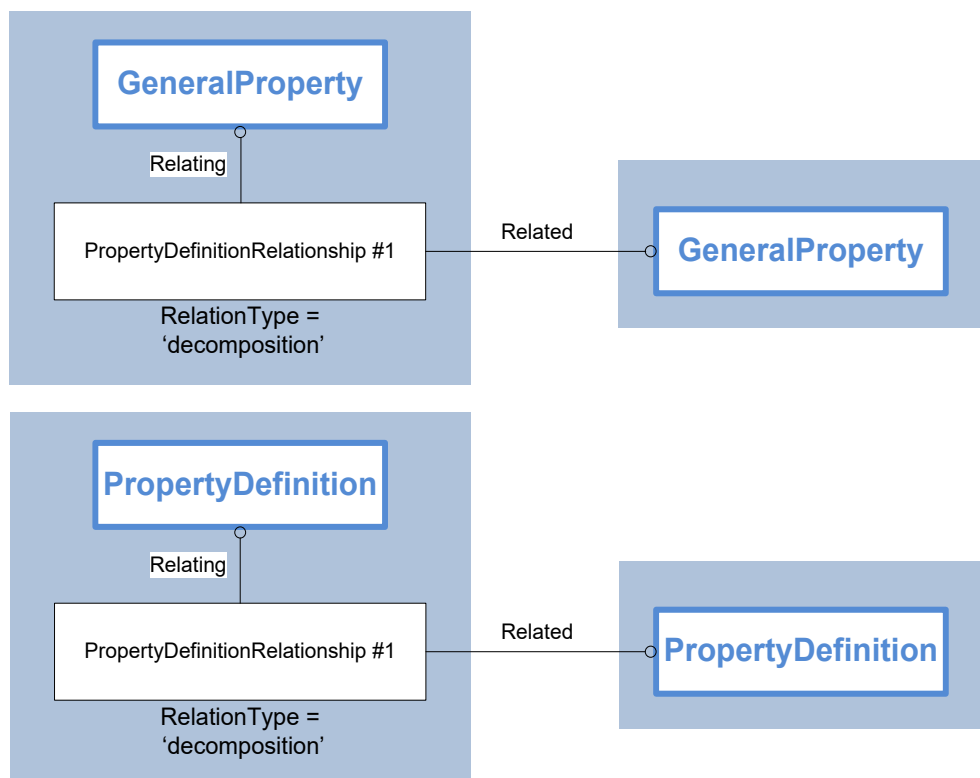 GeneralProperty
Relating
PropertyDefinitionRelationship #1
Related
GeneralProperty
RelationType =
‘decomposition’
PropertyDefinition
Relating
PropertyDefinitionRelationship #1
Related
PropertyDefinition
RelationType =
‘decomposition’